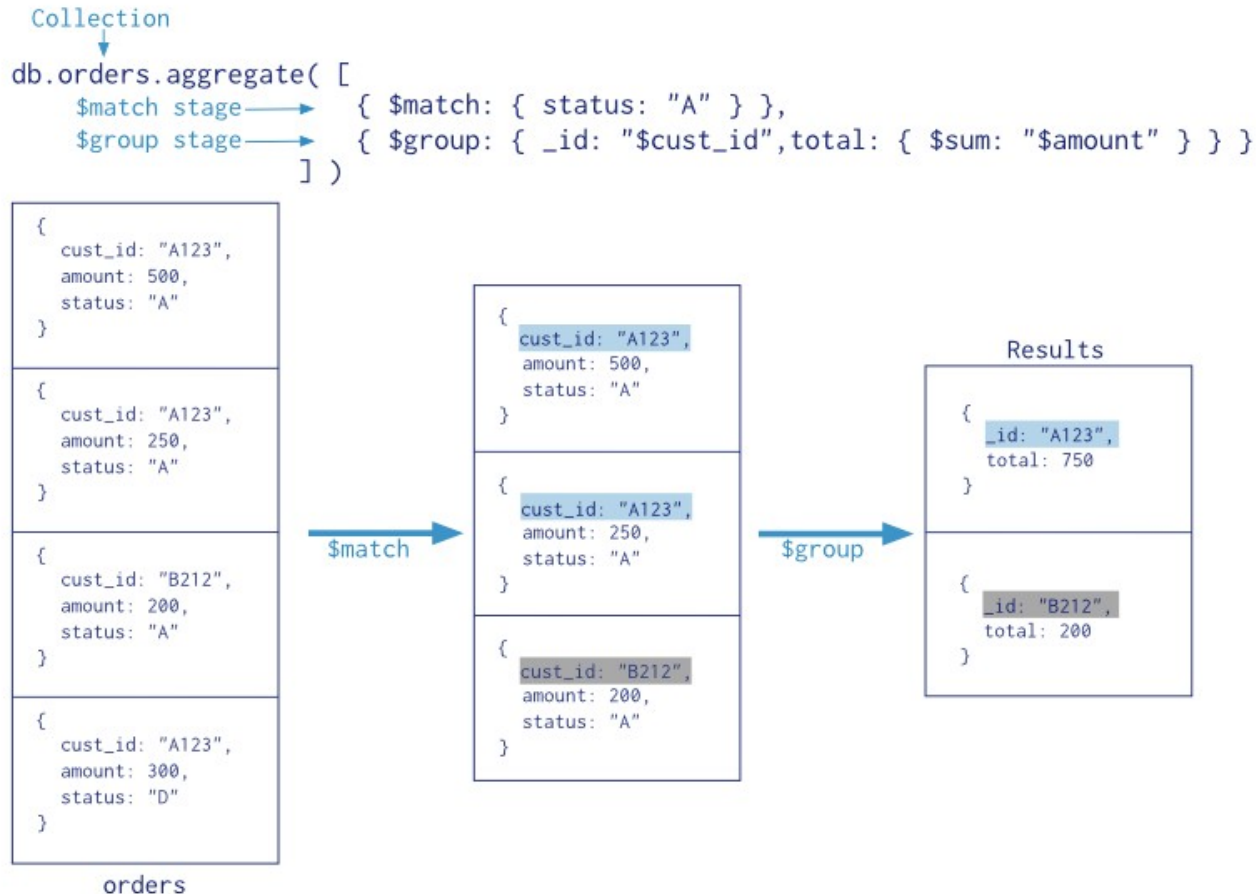 Collection
db.orders.aggregate( [
$match stage
{ $match: { status: "A" } },
$group stage
{ $group: { _id: "$cust_id",total: { $sum: "$amount" } } }
] )
{
cust_id: "A123",
amount: 500,
status: "A"
}
{
cust_id: "A123",
amount: 250,
status: "A"
}
{
cust_id: "B212",
amount: 200,
status: "A"
}
{
cust_id: "A123",
amount: 300,
status: "D"
}
orders
$match
{
cust_id: "A123",
amount: 500,
status: "A"
}
{
cust_id: "A123",
amount: 250,
status: "A"
}
{
cust_id: "B212",
amount: 200,
status: "A"
}
$group
Results
{
_id: "A123",
total: 750
}
{
_id: "B212",
total: 200
}